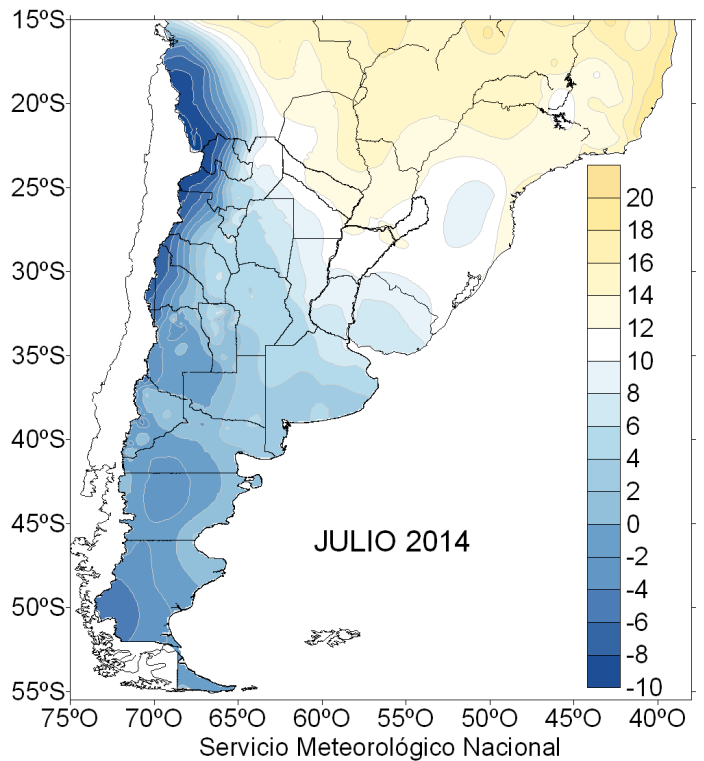 15ºS
20ºS
25ºS
30ºS
35ºS
40ºS
45ºS
50ºS
55ºS
20
18
16
14
12
10
8
6
4
2
0
-2
-4
-6
-8
-10
JULIO 2014
75ºO 70ºO 65ºO 60ºO 55ºO 50ºO 45ºO 40ºO
Servicio Meteorológico Nacional